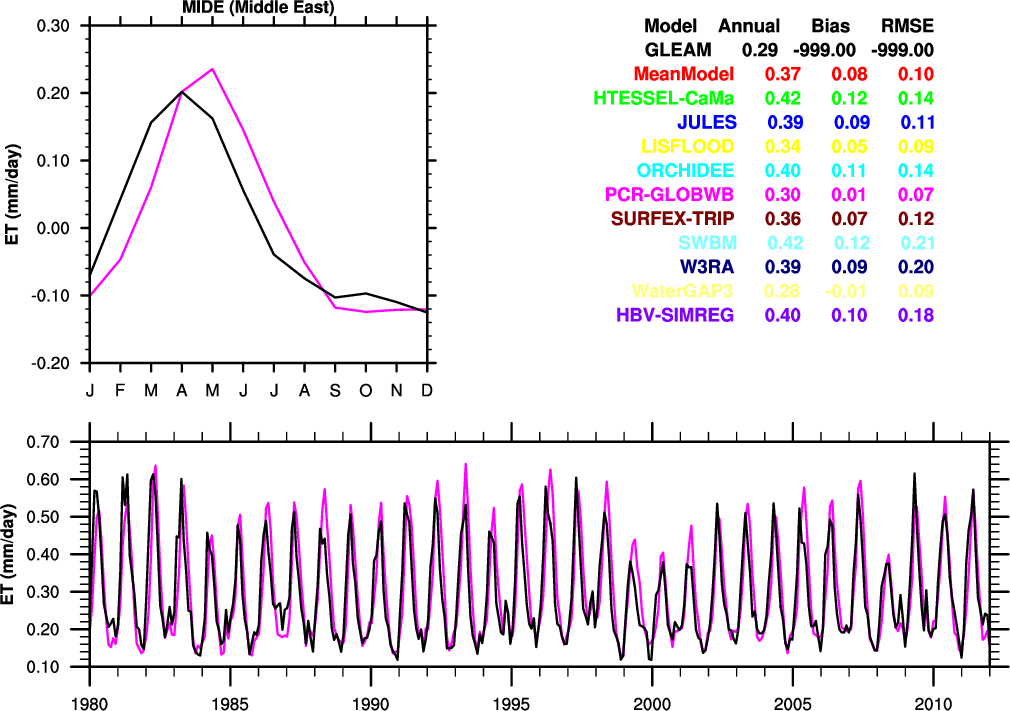 MIDE (Middle East)
0.30
0.20
0.10
0.00
-0.10
-0.20
ET (mm/day)
J F M A M J J A S O N D
Model Annual Bias RMSE
GLEAM 0.29 -999.00 -999.00
MeanModel 0.37 0.08 0.10
HTESSEL-CaMa 0.42 0.12 0.14
JULES 0.39 0.09 0.11
LISFLOOD 0.34 0.05 0.09
ORCHIDEE 0.40 0.11 0.14
PCR-GLOBWB 0.30 0.01 0.07
SURFEX-TRIP 0.36 0.07 0.12
SWBM 0.42 0.12 0.21
W3RA 0.39 0.09 0.20
WaterGAP3 0.28 -0.01 0.09
HBV-SIMREG 0.40 0.10 0.18
0.70
0.60
0.50
0.40
0.30
0.20
0.10
ET (mm/day)
1980 1985 1990 1995 2000 2005 2010